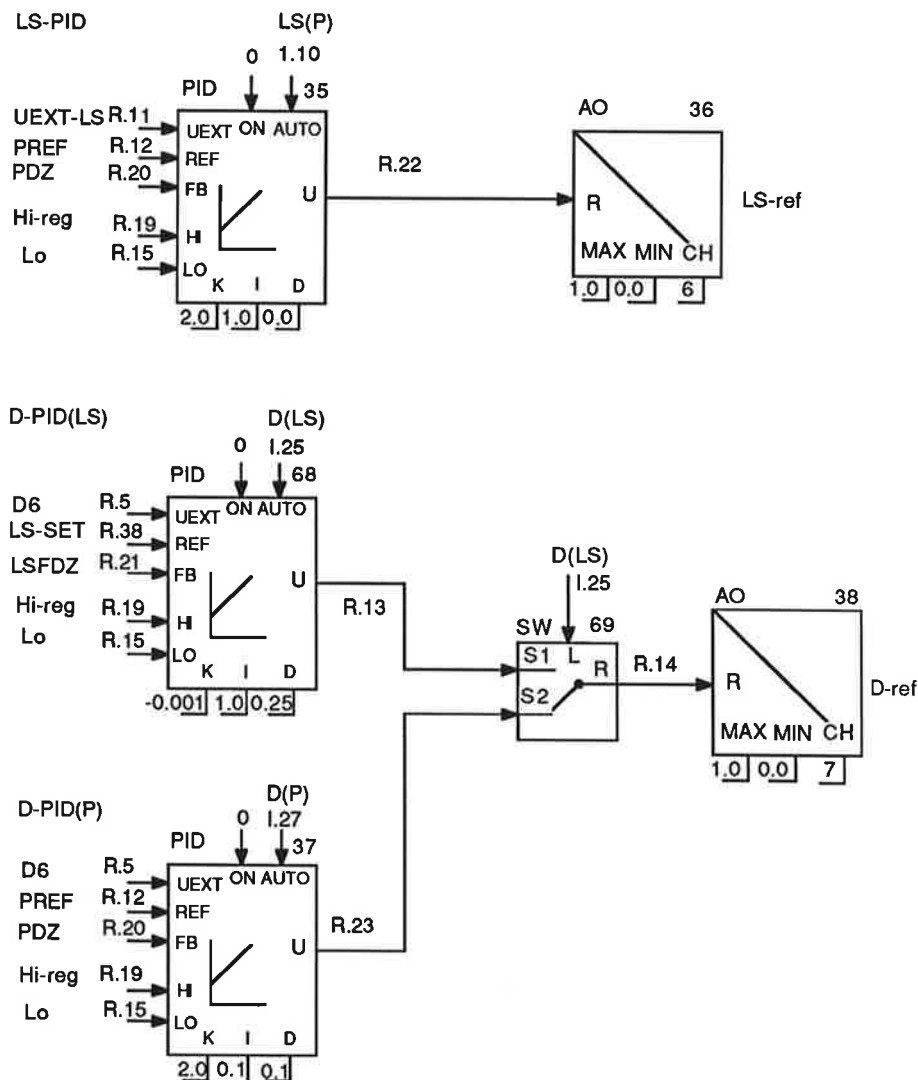 LS-PID
LS(P)
0 1.10
PID 35
UEXT-LS R.11 UEXT ON AUTO
PREF R.12 REF
PDZ R.20 FB
U R.22
Hi-reg R.19 HI
Lo R.15 LO
K I D
2.0 1.0 0.0
AO 36
R
LS-ref
MAX MIN CH
1.0 0.0 6
D-PID(LS)
D(LS)
0 I.25
PID 68
D6 R.5 UEXT ON AUTO
LS-SET R.38 REF
LSFDZ R.21 FB
U
R.13
Hi-reg R.19 HI
Lo R.15 LO
K I D
-0.001 1.0 0.25
D(LS)
I.25
SW 69
S1 L
R R.14
S2
AO 38
R
D-ref
MAX MIN CH
1.0 0.0 7
D-PID(P)
D(P)
0 I.27
PID 37
D6 R.5 UEXT ON AUTO
PREF R.12 REF
PDZ R.20 FB
U R.23
Hi-reg R.19 HI
Lo R.15 LO
K I D
2.0 0.1 0.1